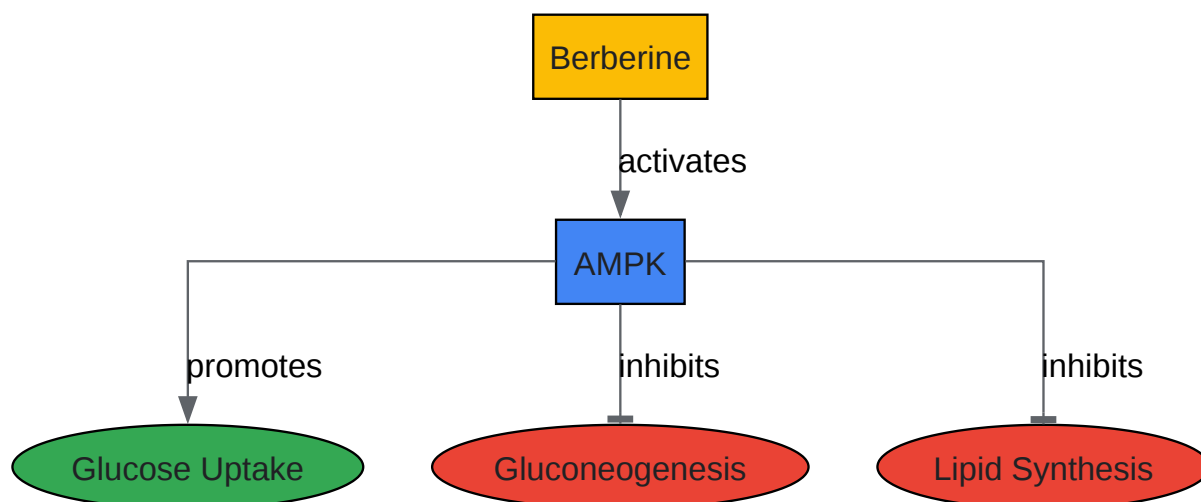 Berberine
activates
AMPK
promotes
inhibits
inhibits
Glucose Uptake
Gluconeogenesis
Lipid Synthesis